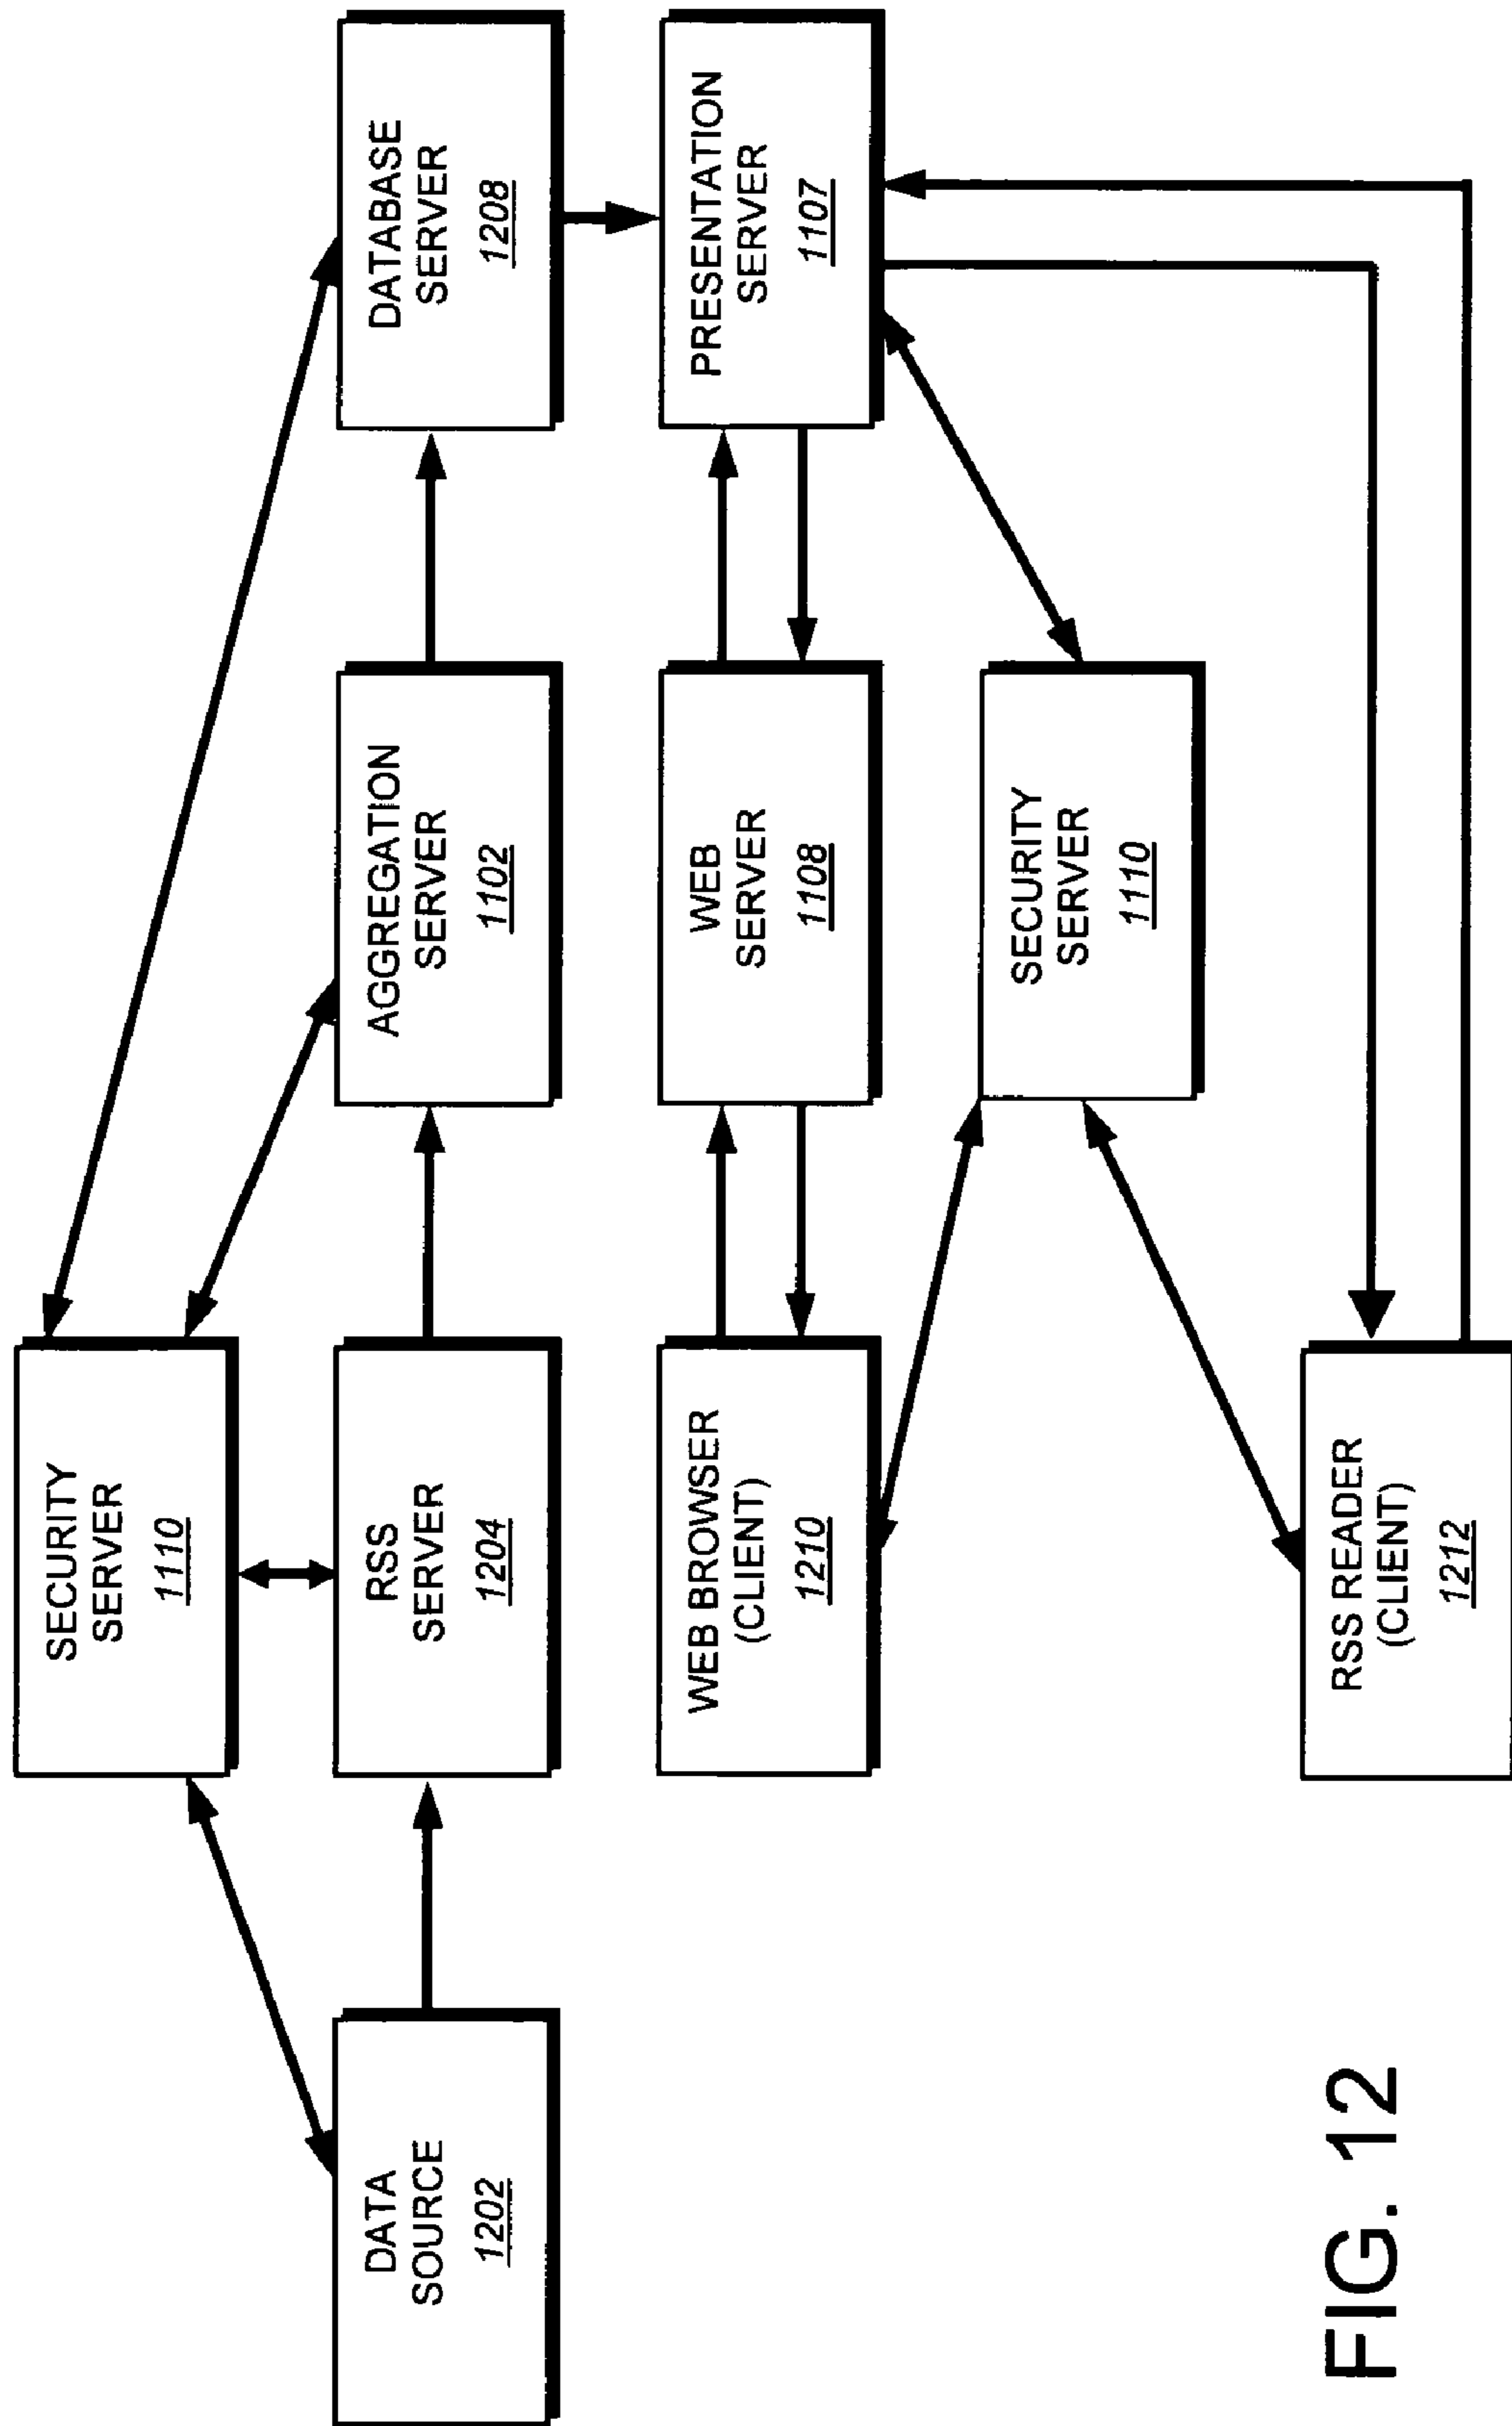 SECURITY
SERVER
1110
DATA
SOURCE
1202
RSS
SERVER
1204
AGGREGATION
SERVER
1102
DATABASE
SERVER
1208
WEB BROWSER
(CLIENT)
1210
WEB
SERVER
1108
PRESENTATION
SERVER
1107
SECURITY
SERVER
1110
RSS READER
(CLIENT)
1212
FIG. 12